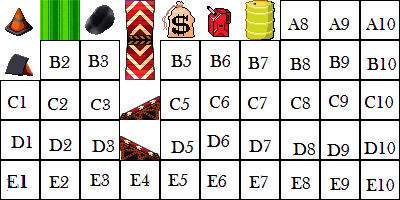 $ A8 A9 A10
B2 B3 B5 B6 B7 B8 B9 B10
C1 C2 C3 C5 C6 C7 C8 C9 C10
D1 D2 D3 D5 D6 D7 D8 D9 D10
E1 E2 E3 E4 E5 E6 E7 E8 E9 E10